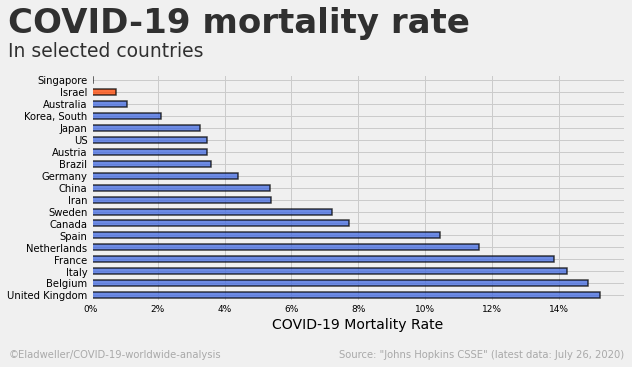 COVID-19 mortality rate
In selected countries
Singapore
Israel
Australia
Korea, South
Japan
US
Austria
Brazil
Germany
China
Iran
Sweden
Canada
Spain
Netherlands
France
Italy
Belgium
United Kingdom
0% 2% 4% 6% 8% 10% 12% 14%
COVID-19 Mortality Rate
©Eladweller/COVID-19-worldwide-analysis
Source: "Johns Hopkins CSSE" (latest data: July 26, 2020)